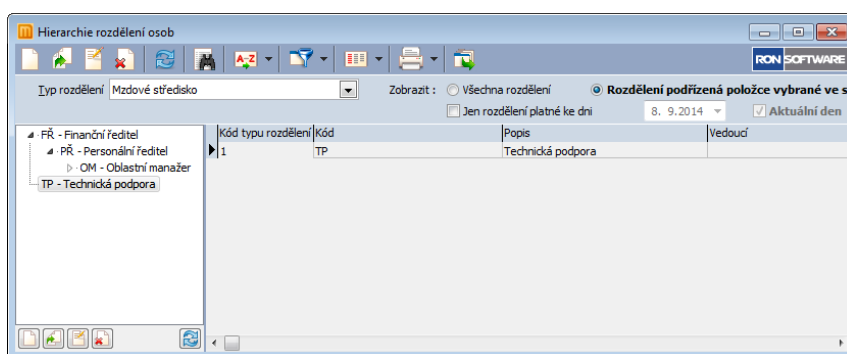 Hierarchie rozdělení osob
A-Z
RON SOFTWARE
Typ rozdělení Mzdové středisko Zobrazit : Všechna rozdělení Rozdělení podřízená položce vybrané ve s
Jen rozdělení platné ke dni 8. 9.2014 Aktuální den
FŘ - Finanční ředitel
PŘ - Personální ředitel
OM - Oblastní manažer
TP - Technická podpora
Kód typu rozdělení Kód Popis Vedoucí
1 TP Technická podpora